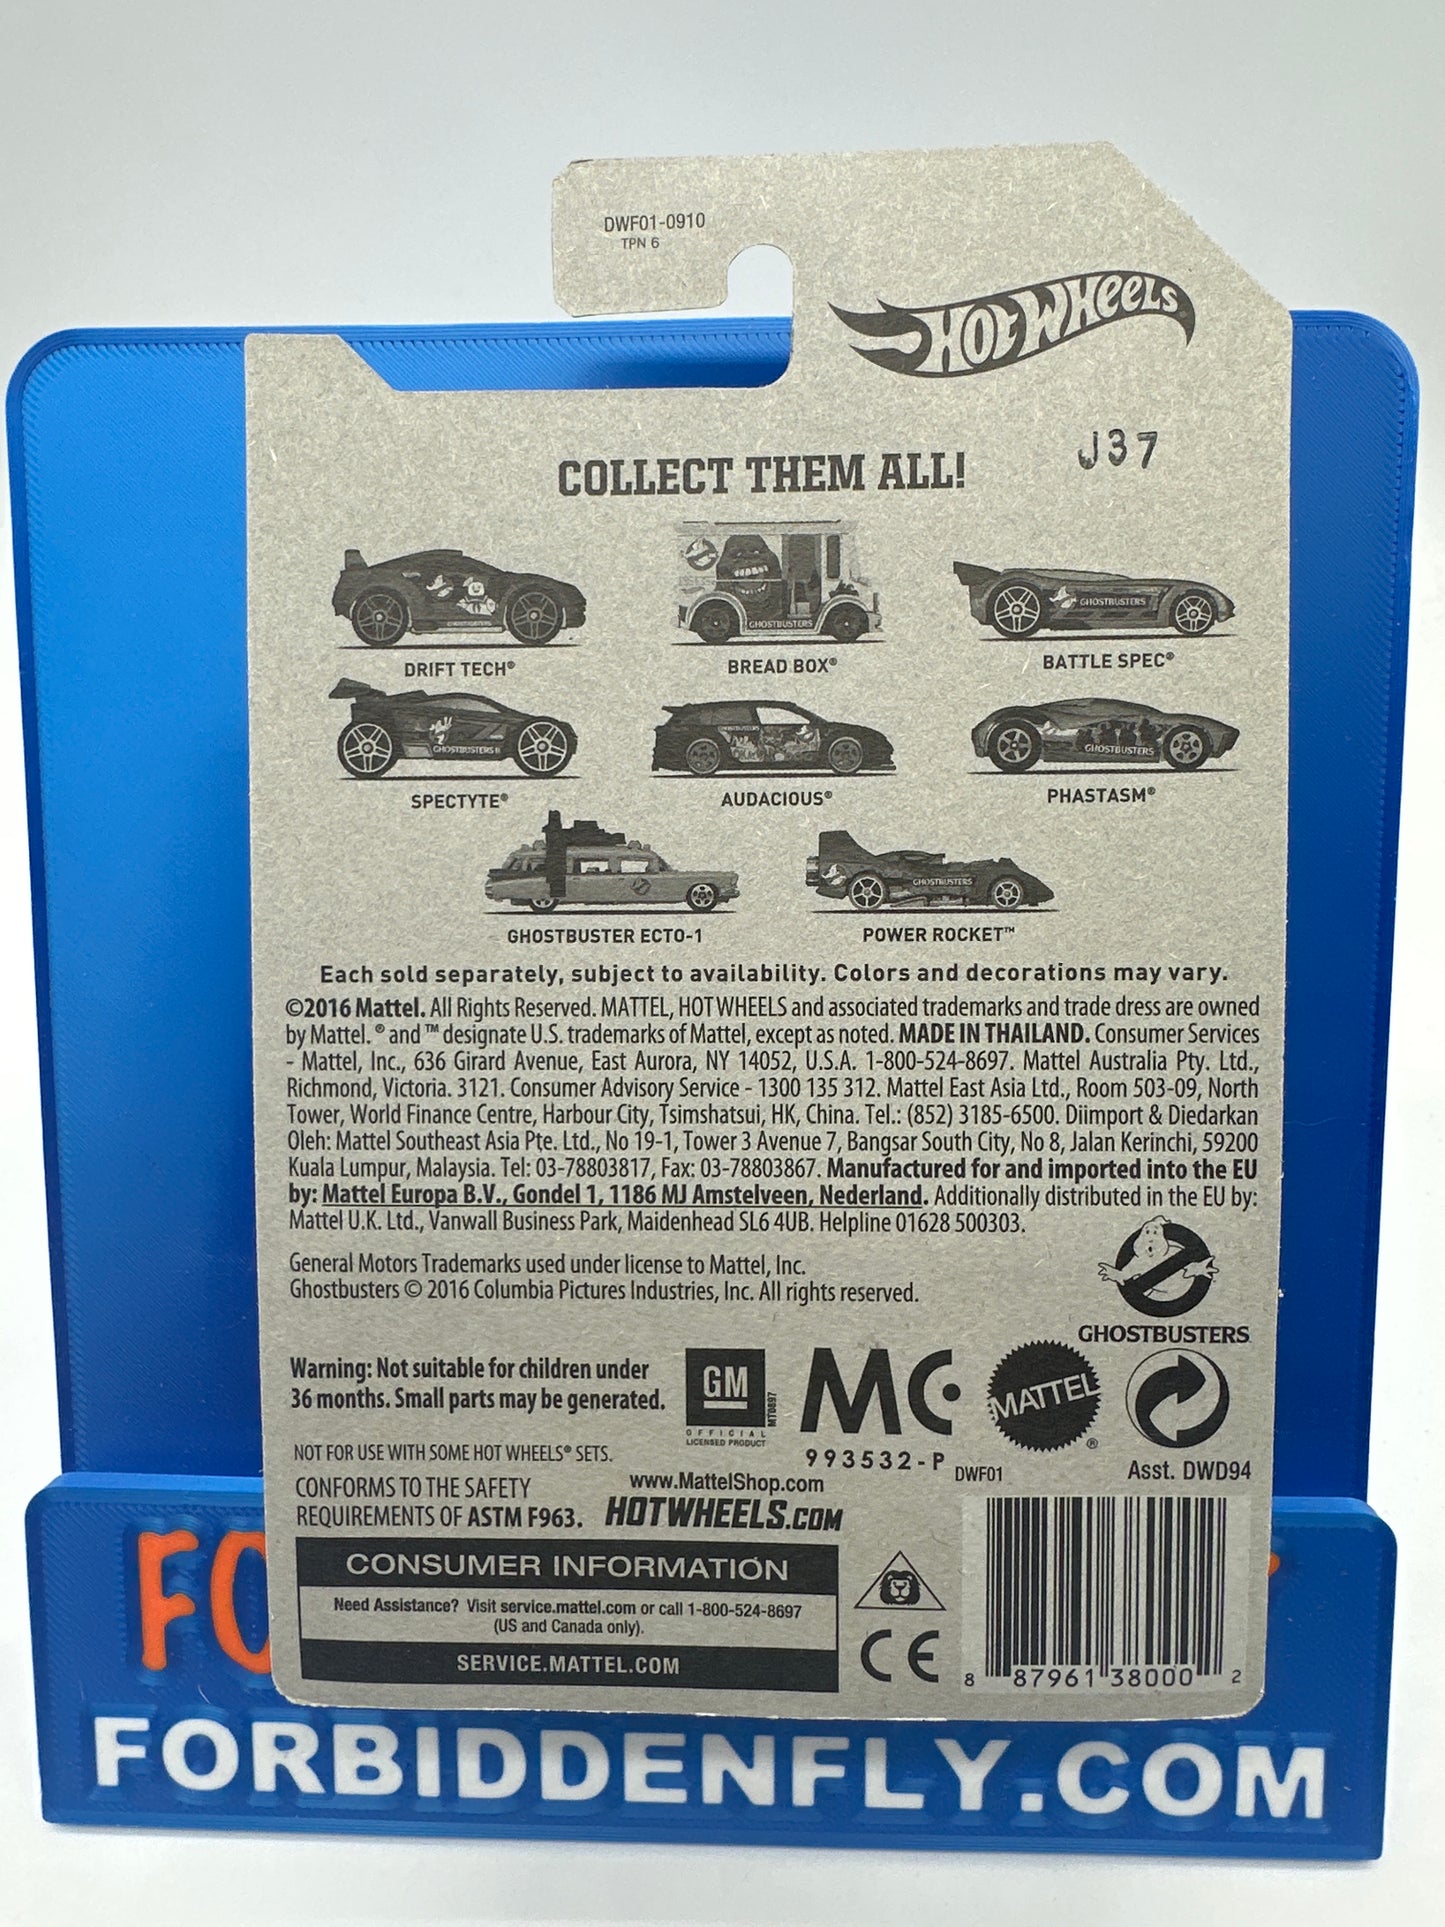 DWF01-0910
TPN 6
HOT WHEELS
J37
COLLECT THEM ALL!
GHOSTBUSTERS
GHOSTBUSTERS
DRIFT TECH®
BREAD BOX®
BATTLE SPEC®
GHOSTBUSTERS II
GHOSTBUSTERS
GHOSTBUSTERS
SPECTYTE®
AUDACIOUS®
PHASTASM®
GHOSTBUSTERS
GHOSTBUSTER ECTO-1
POWER ROCKET™
Each sold separately, subject to availability. Colors and decorations may vary.
©2016 Mattel. All Rights Reserved. MATTEL, HOT WHEELS and associated trademarks and trade dress are owned
by Mattel. ® and ™ designate U.S. trademarks of Mattel, except as noted. MADE IN THAILAND. Consumer Services
- Mattel, Inc., 636 Girard Avenue, East Aurora, NY 14052, U.S.A. 1-800-524-8697. Mattel Australia Pty. Ltd.,
Richmond, Victoria. 3121. Consumer Advisory Service - 1300 135 312. Mattel East Asia Ltd., Room 503-09, North
Tower, World Finance Centre, Harbour City, Tsimshatsui, HK, China. Tel.: (852) 3185-6500. Diimport & Diedarkan
Oleh: Mattel Southeast Asia Pte. Ltd., No 19-1, Tower 3 Avenue 7, Bangsar South City, No 8, Jalan Kerinchi, 59200
Kuala Lumpur, Malaysia. Tel: 03-78803817, Fax: 03-78803867. Manufactured for and imported into the EU
by: Mattel Europa B.V., Gondel 1, 1186 MJ Amstelveen, Nederland. Additionally distributed in the EU by:
Mattel U.K. Ltd., Vanwall Business Park, Maidenhead SL6 4UB. Helpline 01628 500303.
General Motors Trademarks used under license to Mattel, Inc.
Ghostbusters © 2016 Columbia Pictures Industries, Inc. All rights reserved.
GHOSTBUSTERS
Warning: Not suitable for children under
36 months. Small parts may be generated.
GM
MT0897
OFFICIAL
LICENSED PRODUCT
MC
993532-P
MATTEL®
NOT FOR USE WITH SOME HOT WHEELS® SETS.
CONFORMS TO THE SAFETY
REQUIREMENTS OF ASTM F963.
www.MattelShop.com
HOTWHEELS.COM
DWF01
Asst. DWD94
CONSUMER INFORMATION
Need Assistance? Visit service.mattel.com or call 1-800-524-8697
(US and Canada only).
SERVICE.MATTEL.COM
CE
8 87961 38000 2
FO
FORBIDDENFLY.COM